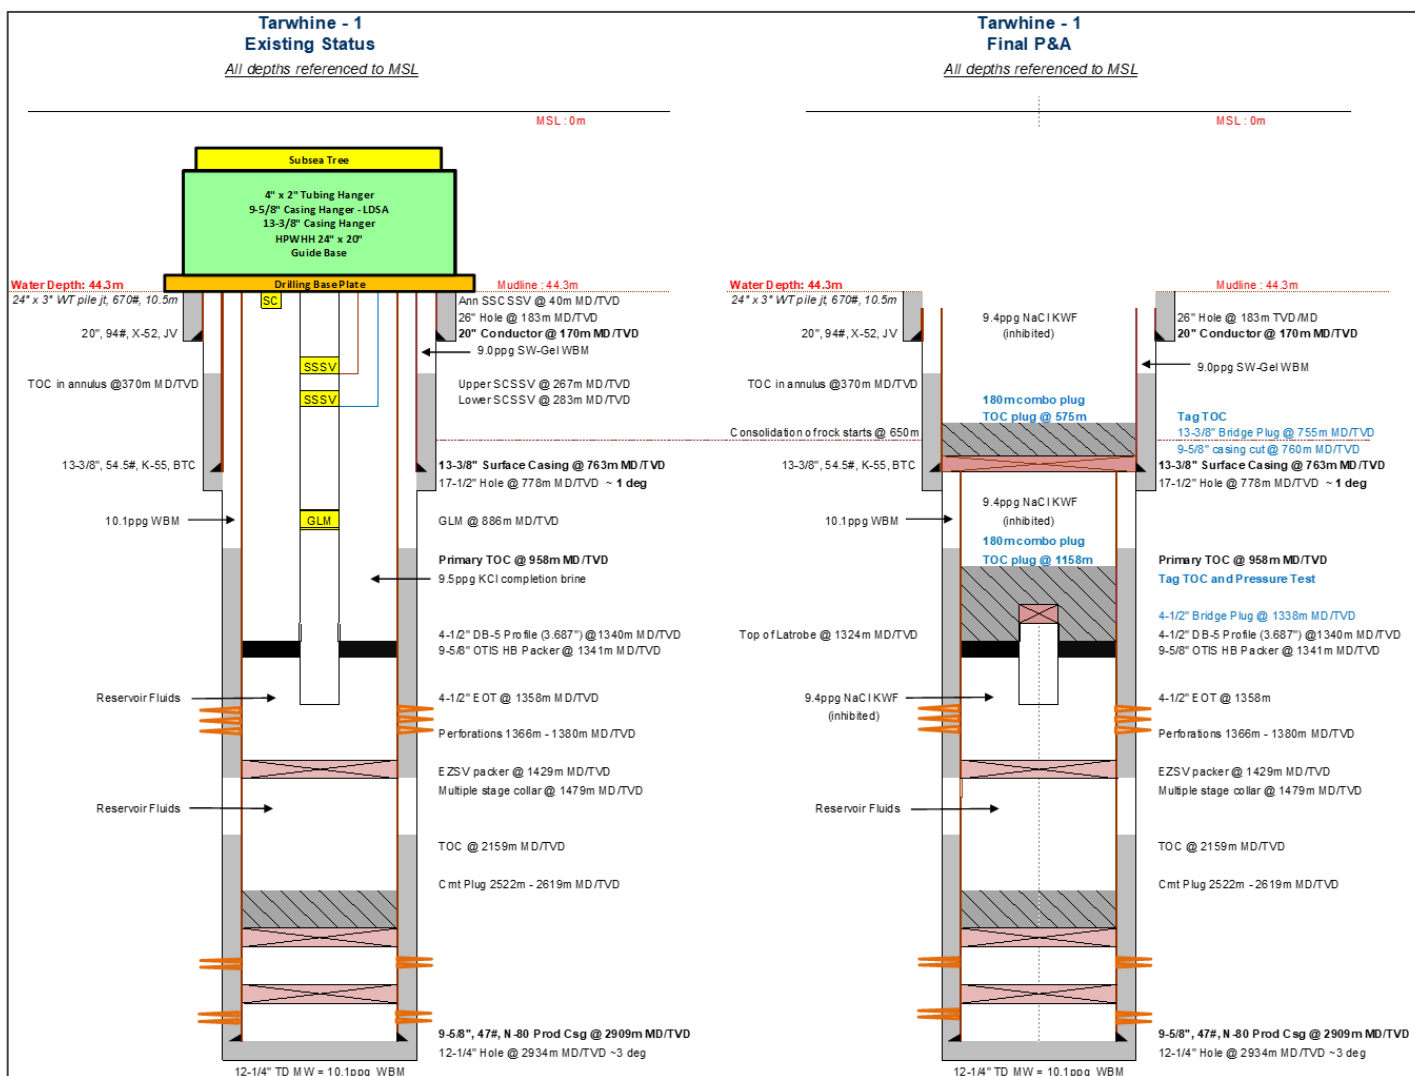 Tarwhine - 1
Existing Status
All depths referenced to MSL
MSL : 0m
Subsea Tree
4" x 2" Tubing Hanger
9-5/8" Casing Hanger - LDSA
13-3/8" Casing Hanger
HPWHH 24" x 20"
Guide Base
Drilling Base Plate
Water Depth: 44.3m
Mudline : 44.3m
24" x 3" WT pile jt, 670#, 10.5m
SC
Ann SSCSSV @ 40m MD/TVD
26" Hole @ 183m MD/TVD
20", 94#, X-52, JV
20" Conductor @ 170m MD/TVD
9.0ppg SW-Gel WBM
SSSV
TOC in annulus @370m MD/TVD
Upper SCSSV @ 267m MD/TVD
SSSV
Lower SCSSV @ 283m MD/TVD
13-3/8", 54.5#, K-55, BTC
13-3/8" Surface Casing @ 763m MD/TVD
17-1/2" Hole @ 778m MD/TVD ~ 1 deg
10.1ppg WBM
GLM
GLM @ 886m MD/TVD
Primary TOC @ 958m MD/TVD
9.5ppg KCl completion brine
4-1/2" DB-5 Profile (3.687") @1340m MD/TVD
9-5/8" OTIS HB Packer @ 1341m MD/TVD
Reservoir Fluids
4-1/2" EOT @ 1358m MD/TVD
Perforations 1366m - 1380m MD/TVD
EZSV packer @ 1429m MD/TVD
Multiple stage collar @ 1479m MD/TVD
Reservoir Fluids
TOC @ 2159m MD/TVD
Cmt Plug 2522m - 2619m MD/TVD
9-5/8", 47#, N-80 Prod Csg @ 2909m MD/TVD
12-1/4" Hole @ 2934m MD/TVD ~3 deg
12-1/4" TD MW = 10.1ppg WBM
Tarwhine - 1
Final P&A
All depths referenced to MSL
MSL : 0m
Water Depth: 44.3m
Mudline : 44.3m
24" x 3" WT pile jt, 670#, 10.5m
9.4ppg NaCl KWF
(inhibited)
26" Hole @ 183m TVD/MD
20", 94#, X-52, JV
20" Conductor @ 170m MD/TVD
9.0ppg SW-Gel WBM
TOC in annulus @370m MD/TVD
180m combo plug
TOC plug @ 575m
Tag TOC
Consolidation of rock starts @ 650m
13-3/8" Bridge Plug @ 755m MD/TVD
9-5/8" casing cut @ 760m MD/TVD
13-3/8", 54.5#, K-55, BTC
13-3/8" Surface Casing @ 763m MD/TVD
17-1/2" Hole @ 778m MD/TVD ~ 1 deg
9.4ppg NaCl KWF
(inhibited)
10.1ppg WBM
180m combo plug
TOC plug @ 1158m
Primary TOC @ 958m MD/TVD
Tag TOC and Pressure Test
4-1/2" Bridge Plug @ 1338m MD/TVD
Top of Latrobe @ 1324m MD/TVD
4-1/2" DB-5 Profile (3.687") @1340m MD/TVD
9-5/8" OTIS HB Packer @ 1341m MD/TVD
9.4ppg NaCl KWF
(inhibited)
4-1/2" EOT @ 1358m
Perforations 1366m - 1380m MD/TVD
EZSV packer @ 1429m MD/TVD
Multiple stage collar @ 1479m MD/TVD
Reservoir Fluids
TOC @ 2159m MD/TVD
Cmt Plug 2522m - 2619m MD/TVD
9-5/8", 47#, N-80 Prod Csg @ 2909m MD/TVD
12-1/4" Hole @ 2934m MD/TVD ~3 deg
12-1/4" TD MW = 10.1ppg WBM